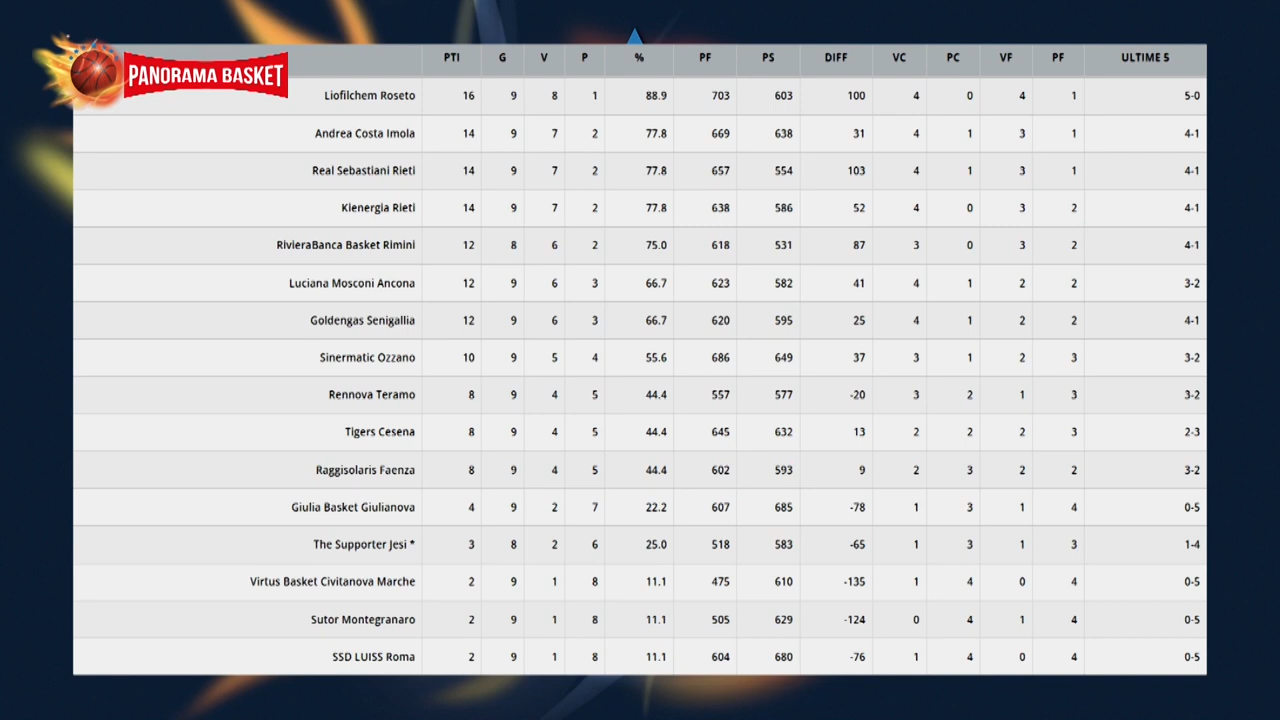 PANORAMA BASKET
PTI G V P % PF PS DIFF VC PC VF PF ULTIME 5
Liofilchem Roseto 16 9 8 1 88.9 703 603 100 4 0 4 1 5-0
Andrea Costa Imola 14 9 7 2 77.8 669 638 31 4 1 3 1 4-1
Real Sebastiani Rieti 14 9 7 2 77.8 657 554 103 4 1 3 1 4-1
Kienergia Rieti 14 9 7 2 77.8 638 586 52 4 0 3 2 4-1
RivieraBanca Basket Rimini 12 8 6 2 75.0 618 531 87 3 0 3 2 4-1
Luciana Mosconi Ancona 12 9 6 3 66.7 623 582 41 4 1 2 2 3-2
Goldengas Senigallia 12 9 6 3 66.7 620 595 25 4 1 2 2 4-1
Sinermatic Ozzano 10 9 5 4 55.6 686 649 37 3 1 2 3 3-2
Rennova Teramo 8 9 4 5 44.4 557 577 -20 3 2 1 3 3-2
Tigers Cesena 8 9 4 5 44.4 645 632 13 2 2 2 3 2-3
Raggisolaris Faenza 8 9 4 5 44.4 602 593 9 2 3 2 2 3-2
Giulia Basket Giulianova 4 9 2 7 22.2 607 685 -78 1 3 1 4 0-5
The Supporter Jesi * 3 8 2 6 25.0 518 583 -65 1 3 1 3 1-4
Virtus Basket Civitanova Marche 2 9 1 8 11.1 475 610 -135 1 4 0 4 0-5
Sutor Montegranaro 2 9 1 8 11.1 505 629 -124 0 4 1 4 0-5
SSD LUISS Roma 2 9 1 8 11.1 604 680 -76 1 4 0 4 0-5